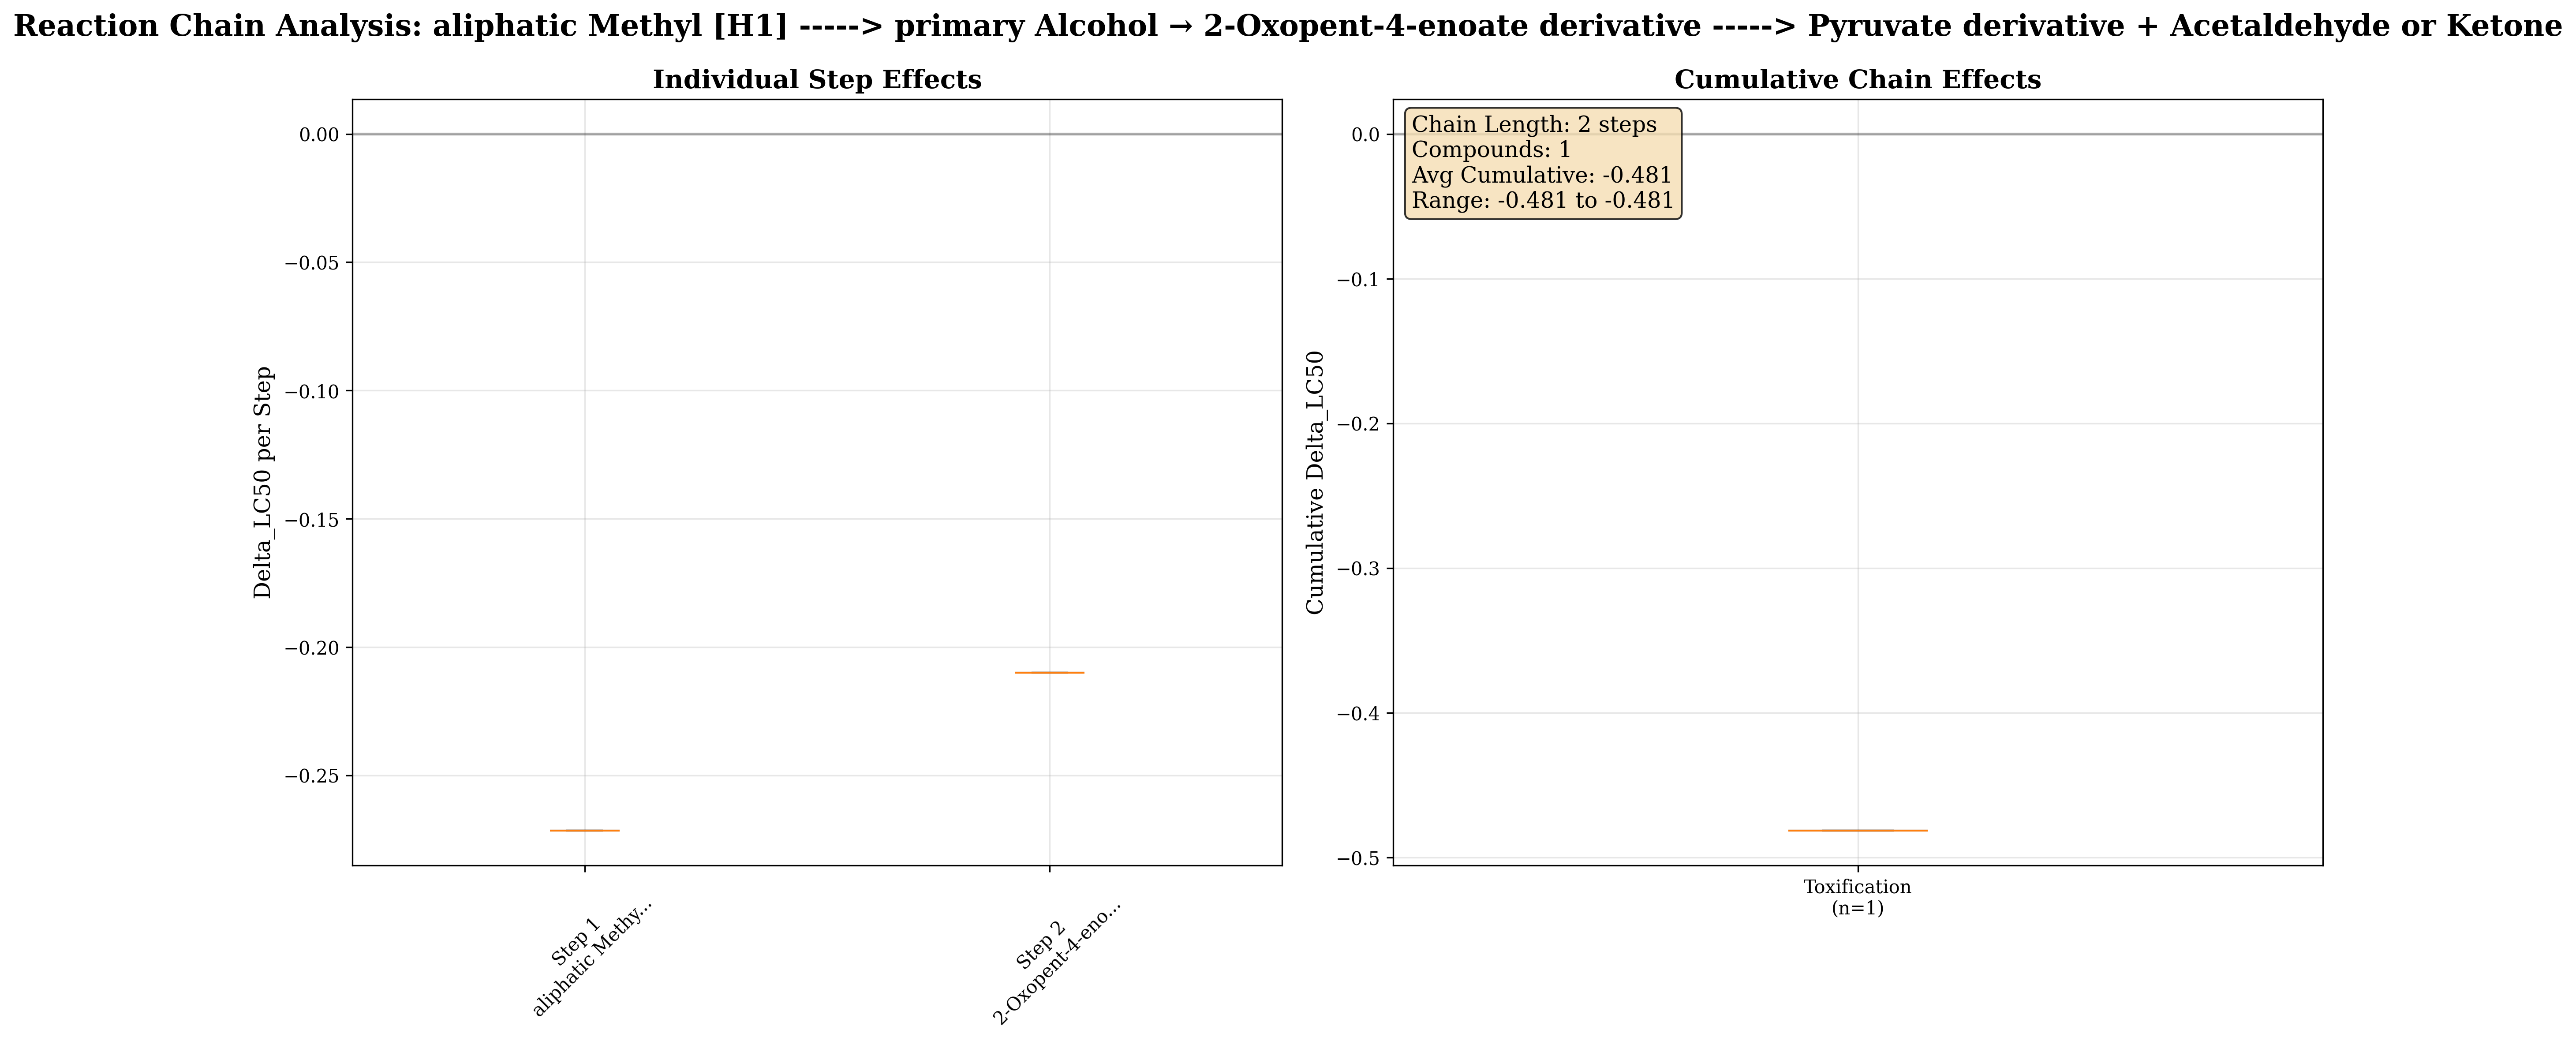 Reaction Chain Analysis: aliphatic Methyl [H1] -----> primary Alcohol → 2-Oxopent-4-enoate derivative -----> Pyruvate derivative + Acetaldehyde or Ketone
Individual Step Effects
Delta_LC50 per Step
0.00
−0.05
−0.10
−0.15
−0.20
−0.25
Step 1
aliphatic Methy...
Step 2
2-Oxopent-4-eno...
Cumulative Chain Effects
Cumulative Delta_LC50
Chain Length: 2 steps
Compounds: 1
Avg Cumulative: -0.481
Range: -0.481 to -0.481
0.0
−0.1
−0.2
−0.3
−0.4
−0.5
Toxification
(n=1)